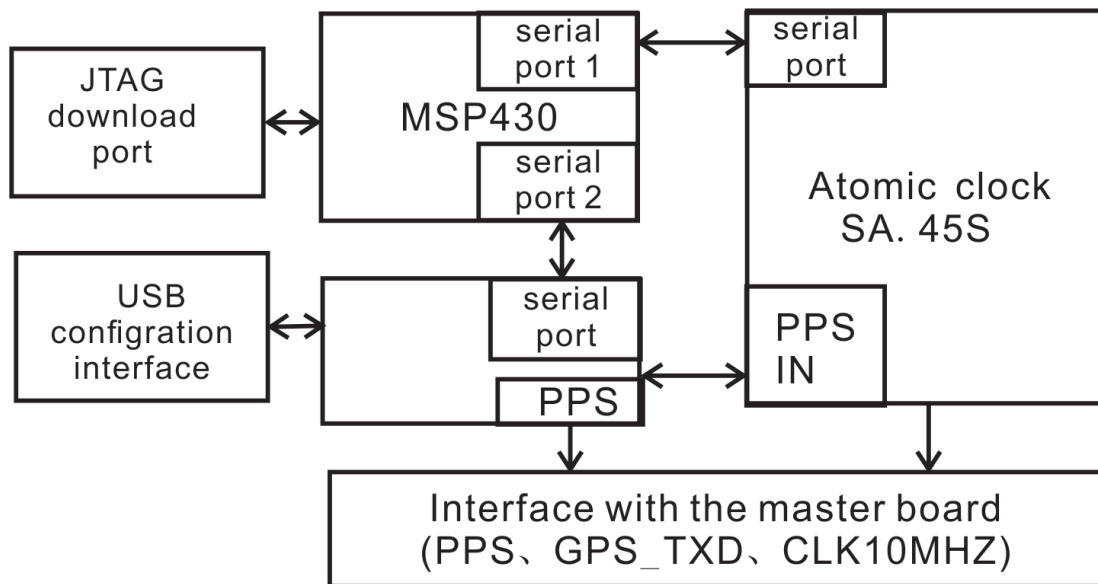 JTAG
download
port
serial
port 1
MSP430
serial
port 2
serial
port
Atomic clock
SA. 45S
USB
configration
interface
serial
port
PPS
PPS
IN
Interface with the master board
(PPS、GPS_TXD、CLK10MHZ)